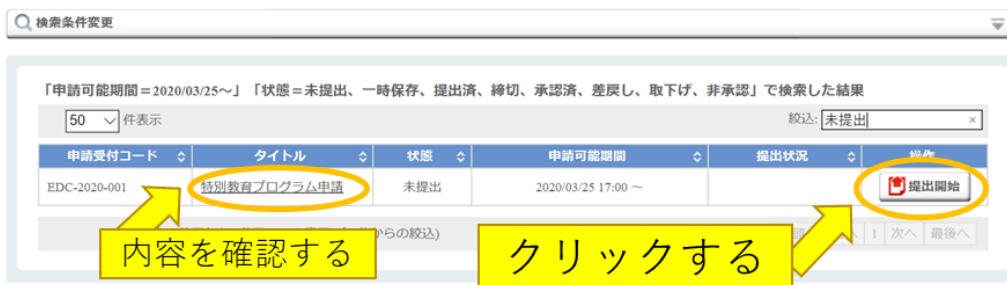 検索条件変更
「申請可能期間=2020/03/25~」「状態=未提出、一時保存、提出済、締切、承認済、差戻し、取下げ、非承認」で検索した結果
50 件表示 絞込: 未提出 ×
申請受付コード タイトル 状態 申請可能期間 提出状況 操作
EDC-2020-001 特別教育プログラム申請 未提出 2020/03/25 17:00 ~ 提出開始
からの絞込) 1 次へ 最後へ
内容を確認する クリックする